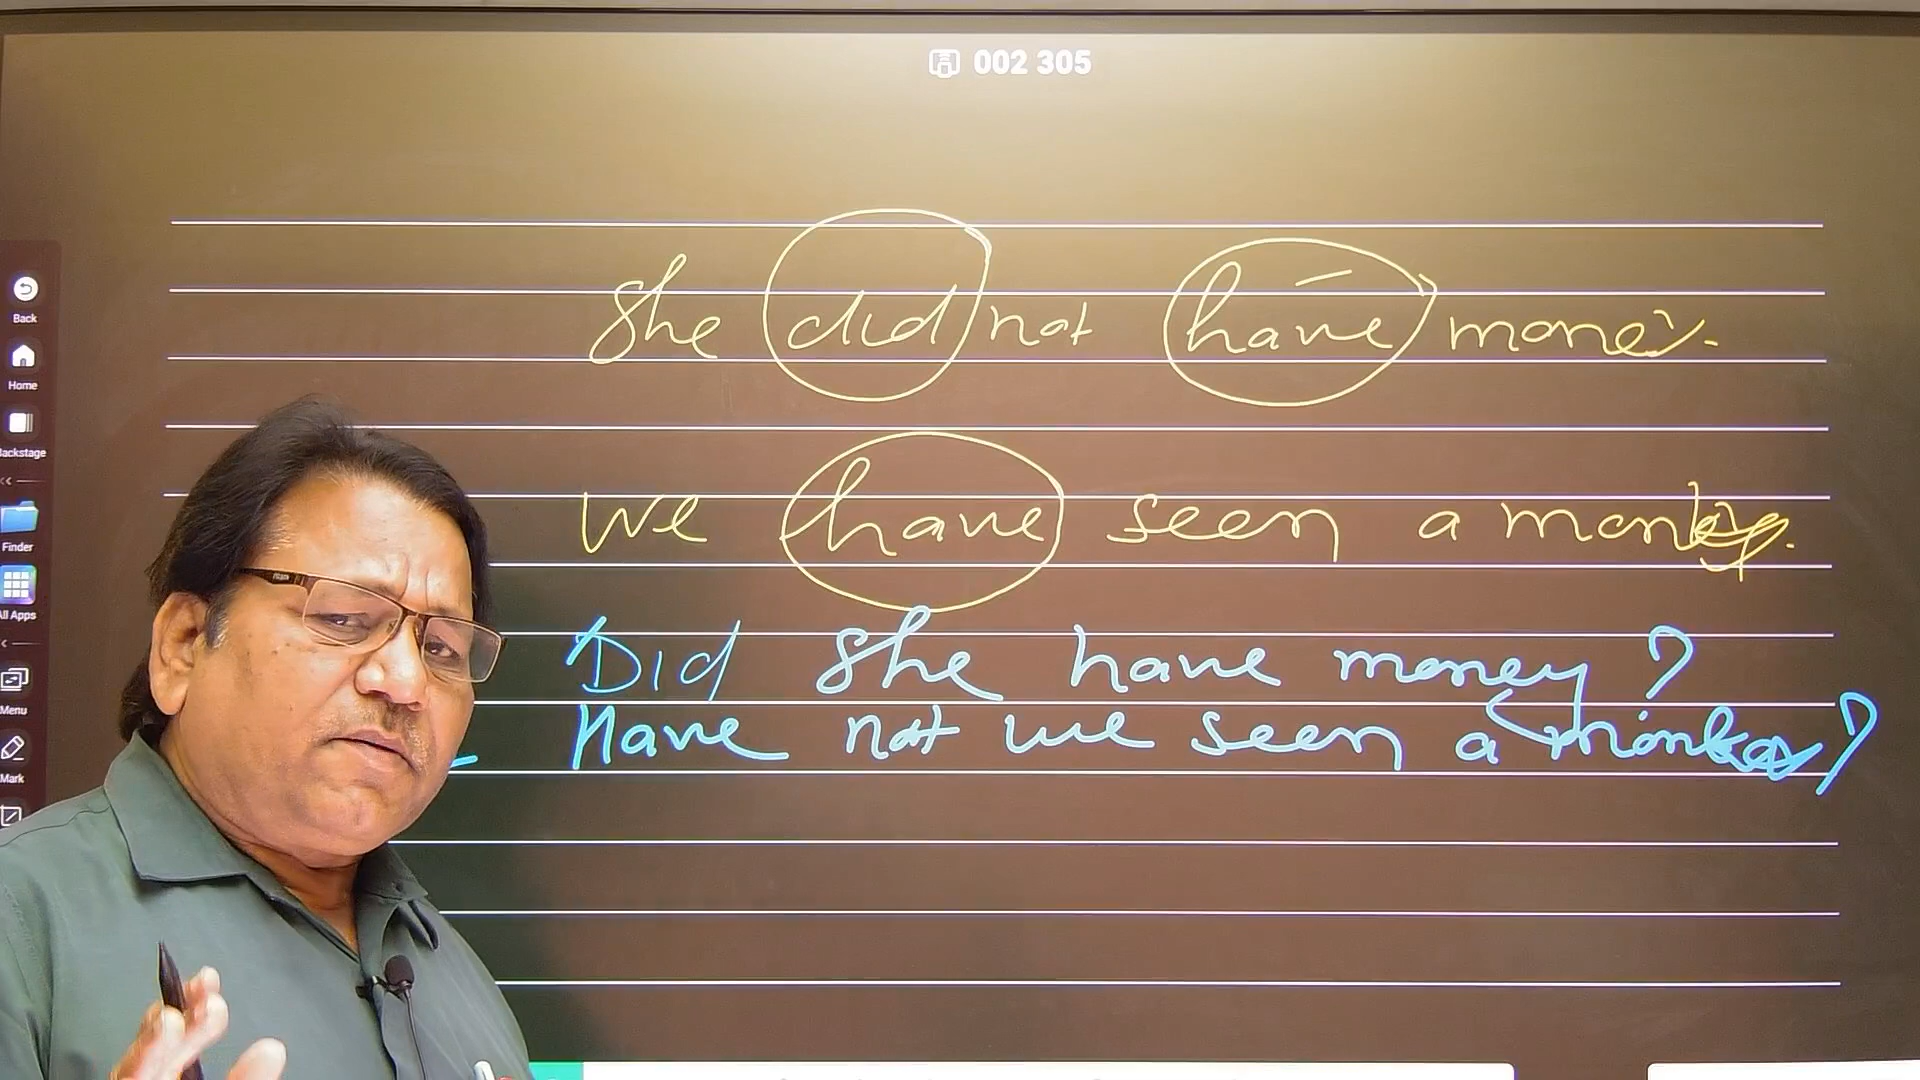 002 305
She did not have money.
We have seen a monkey.
Did She have money ?
Have not we seen a monkey ?
Back
Home
Backstage
Finder
All Apps
Menu
Mark